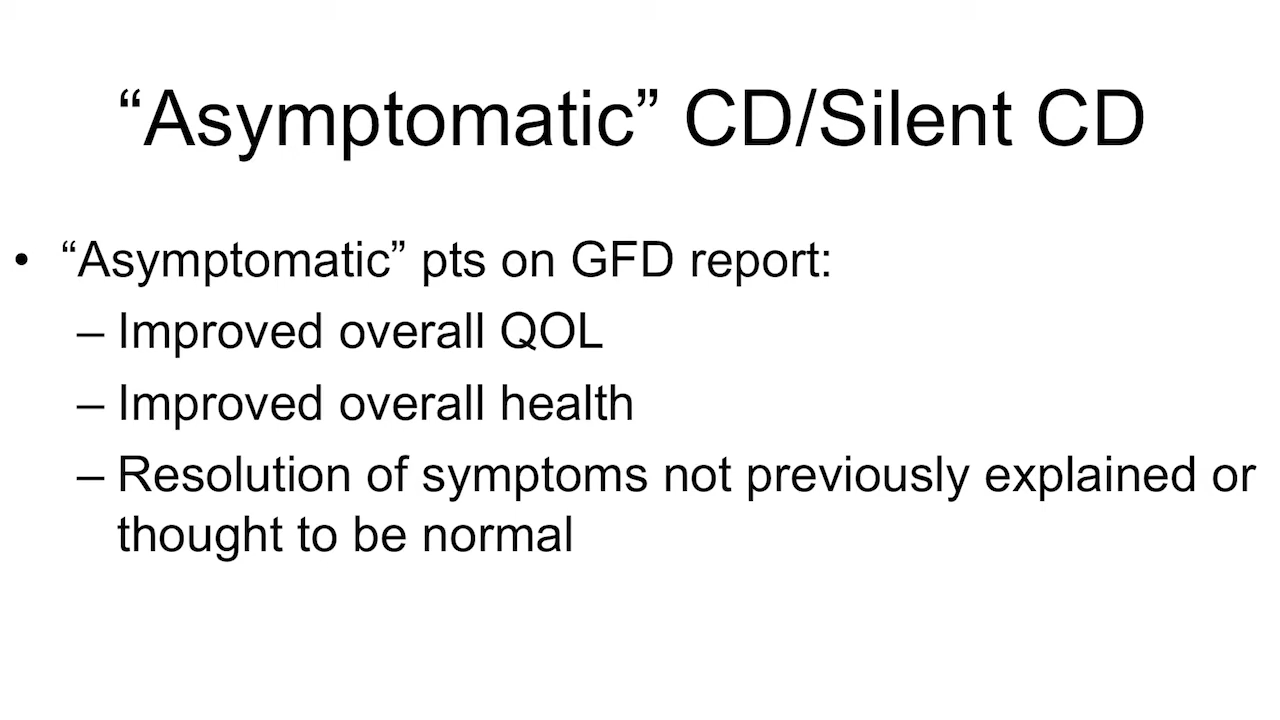 “Asymptomatic” CD/Silent CD
• “Asymptomatic” pts on GFD report:
– Improved overall QOL
– Improved overall health
– Resolution of symptoms not previously explained or
thought to be normal